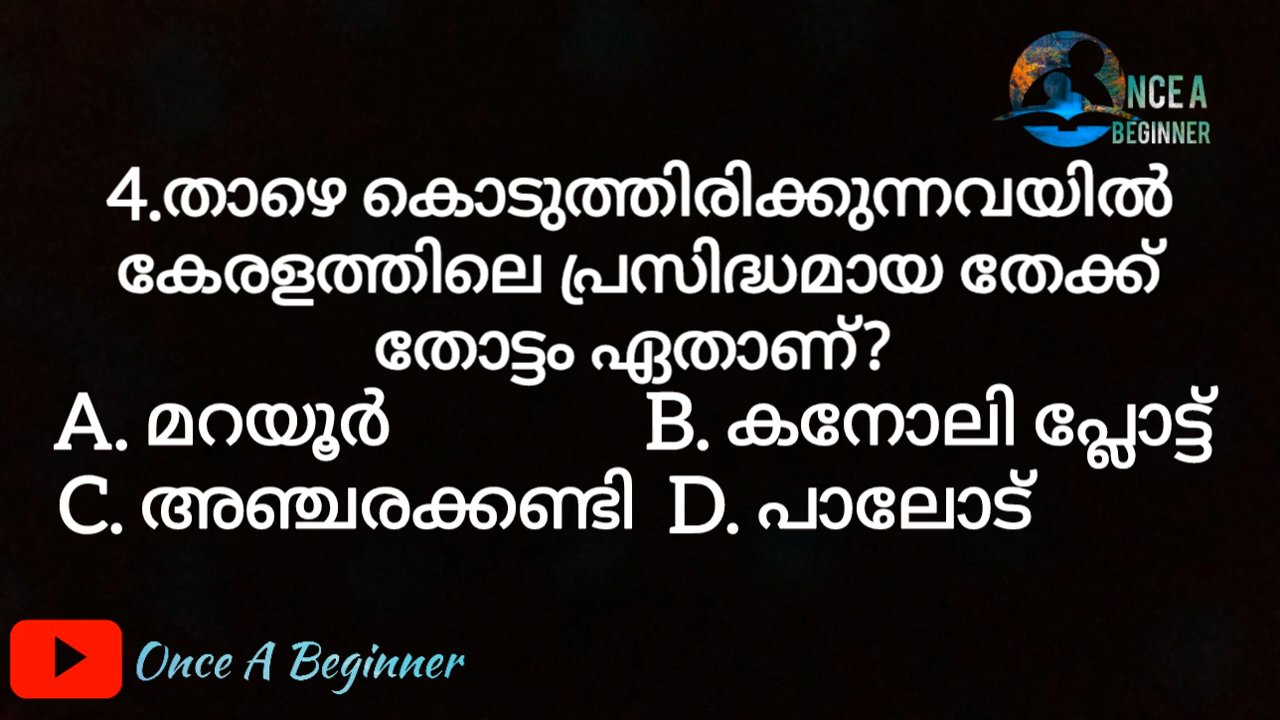 NCE A
BEGINNER
4.താഴെ കൊടുത്തിരിക്കുന്നവയിൽ
കേരളത്തിലെ പ്രസിദ്ധമായ തേക്ക്
തോട്ടം ഏതാണ്?
A. മറയൂർ B. കനോലി പ്ലോട്ട്
C. അഞ്ചരക്കണ്ടി D. പാലോട്
Once A Beginner